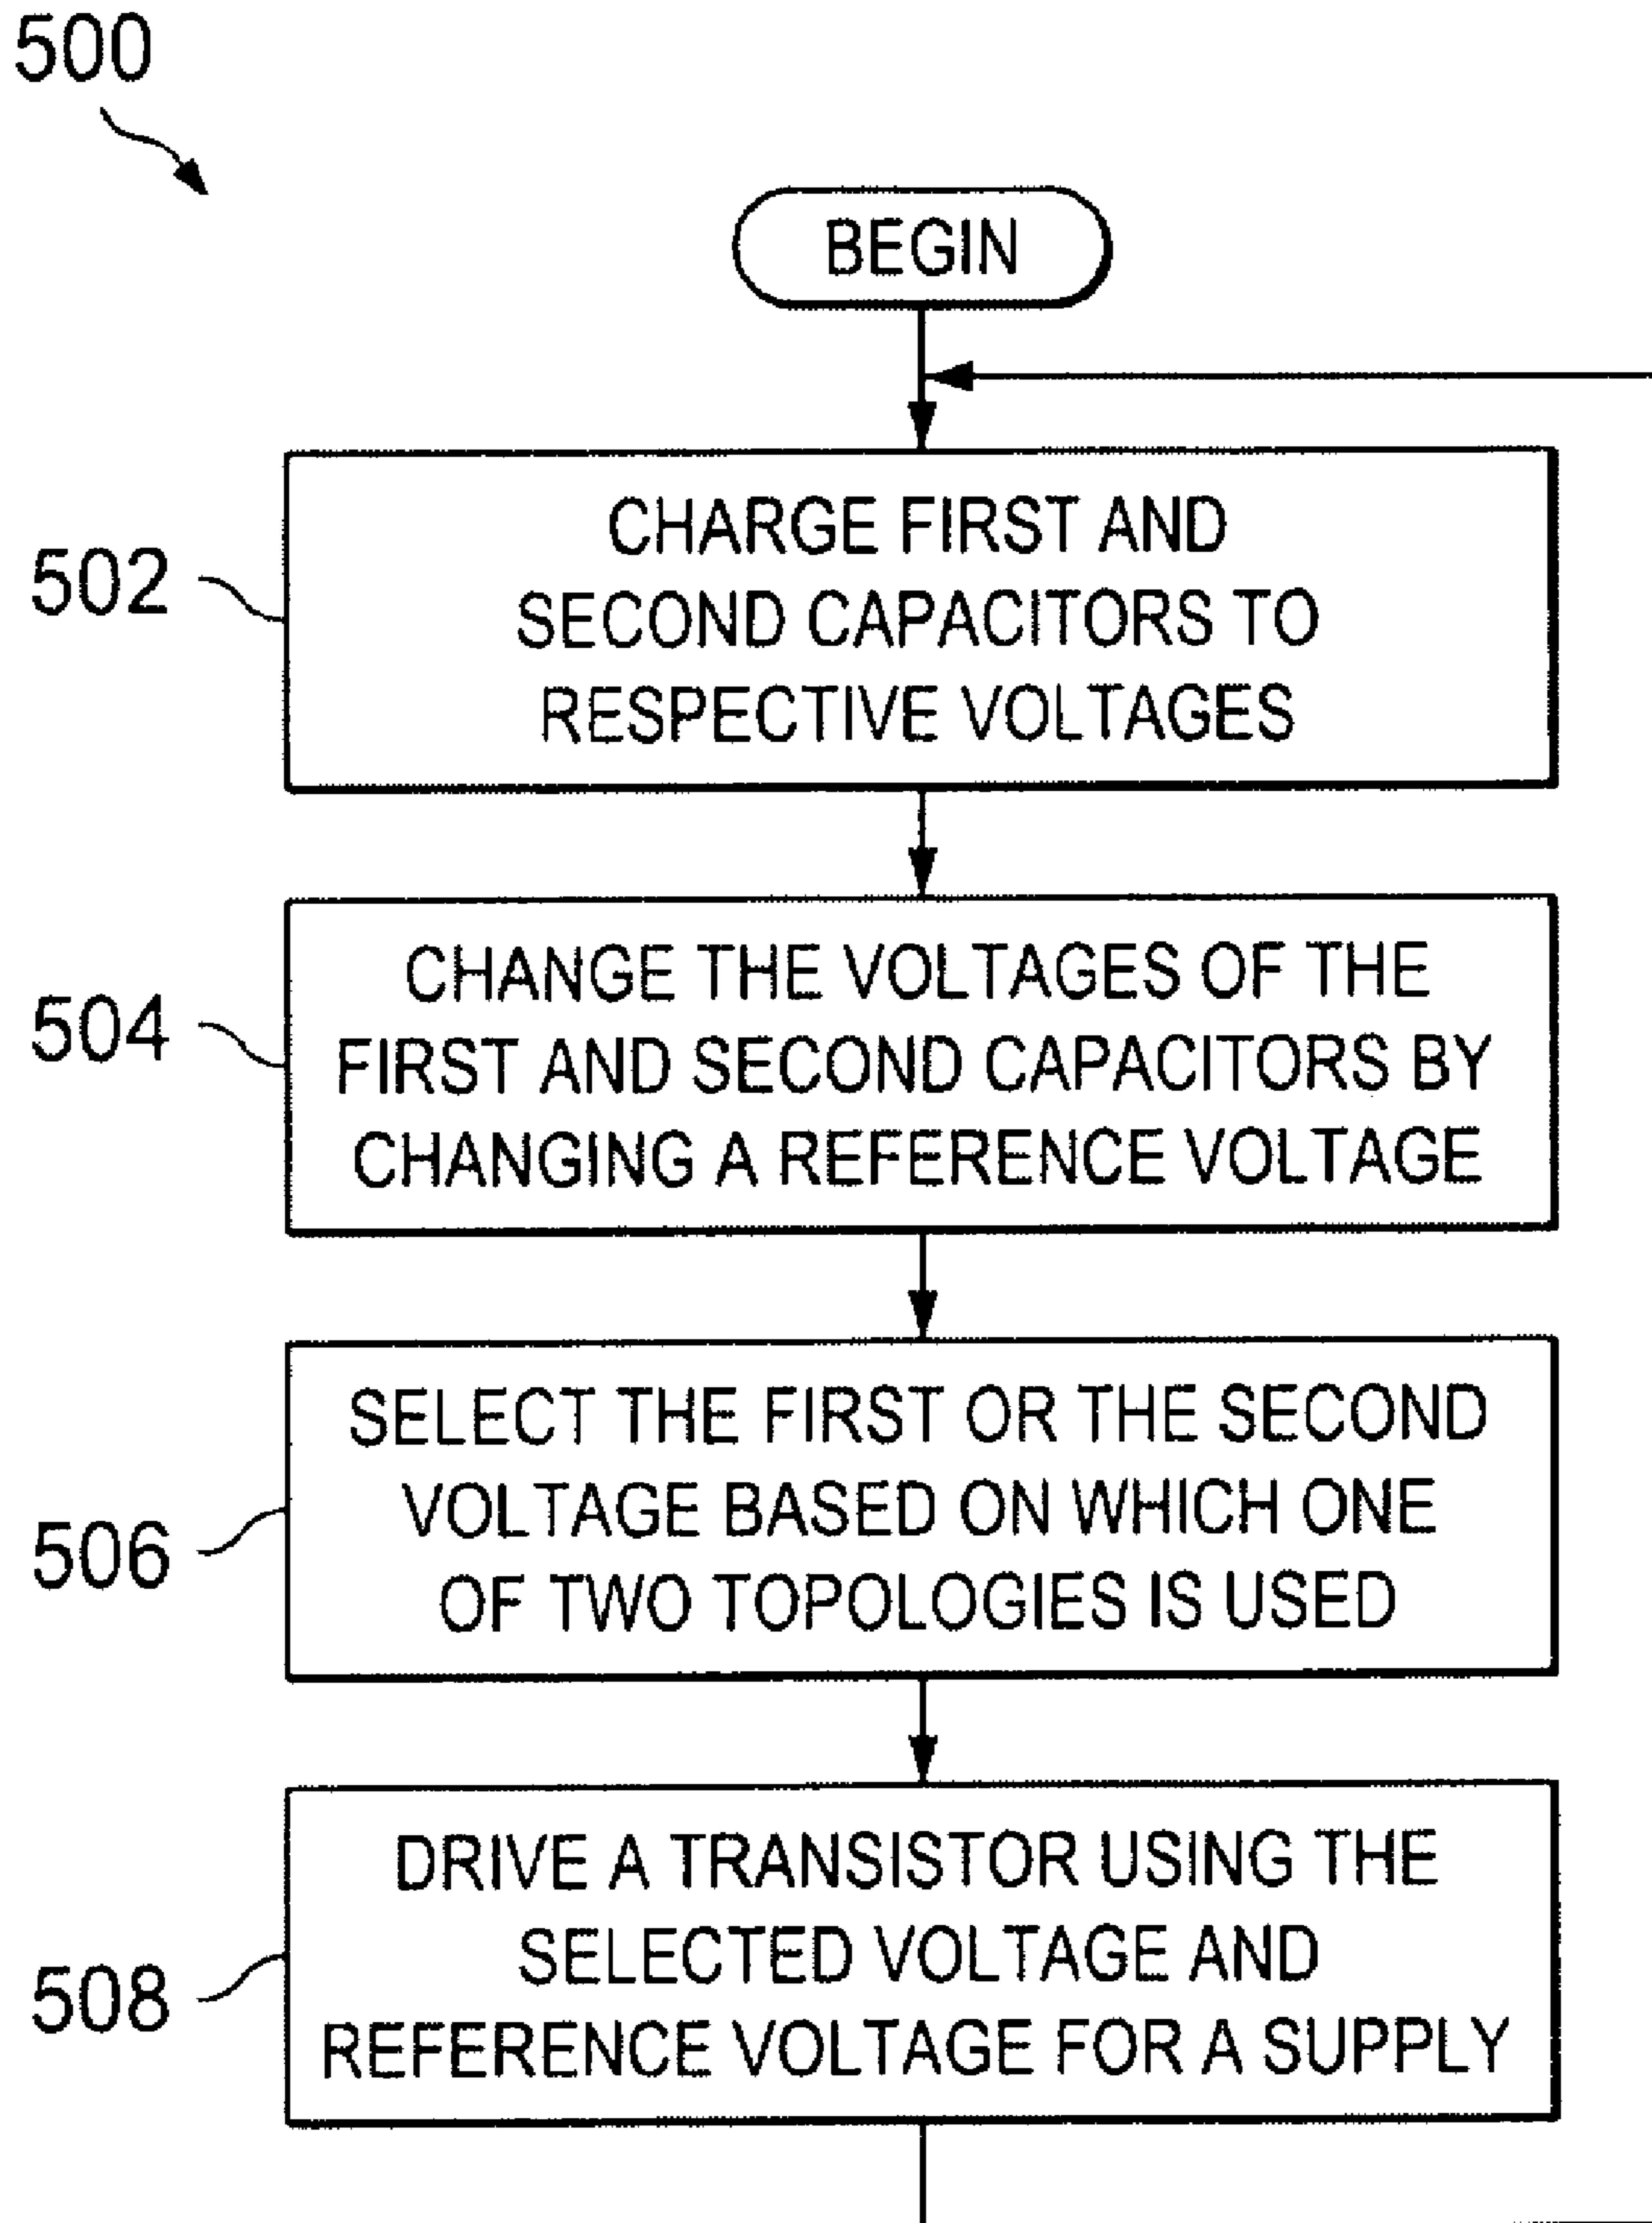 500
BEGIN
502
CHARGE FIRST AND
SECOND CAPACITORS TO
RESPECTIVE VOLTAGES
504
CHANGE THE VOLTAGES OF THE
FIRST AND SECOND CAPACITORS BY
CHANGING A REFERENCE VOLTAGE
506
SELECT THE FIRST OR THE SECOND
VOLTAGE BASED ON WHICH ONE
OF TWO TOPOLOGIES IS USED
508
DRIVE A TRANSISTOR USING THE
SELECTED VOLTAGE AND
REFERENCE VOLTAGE FOR A SUPPLY